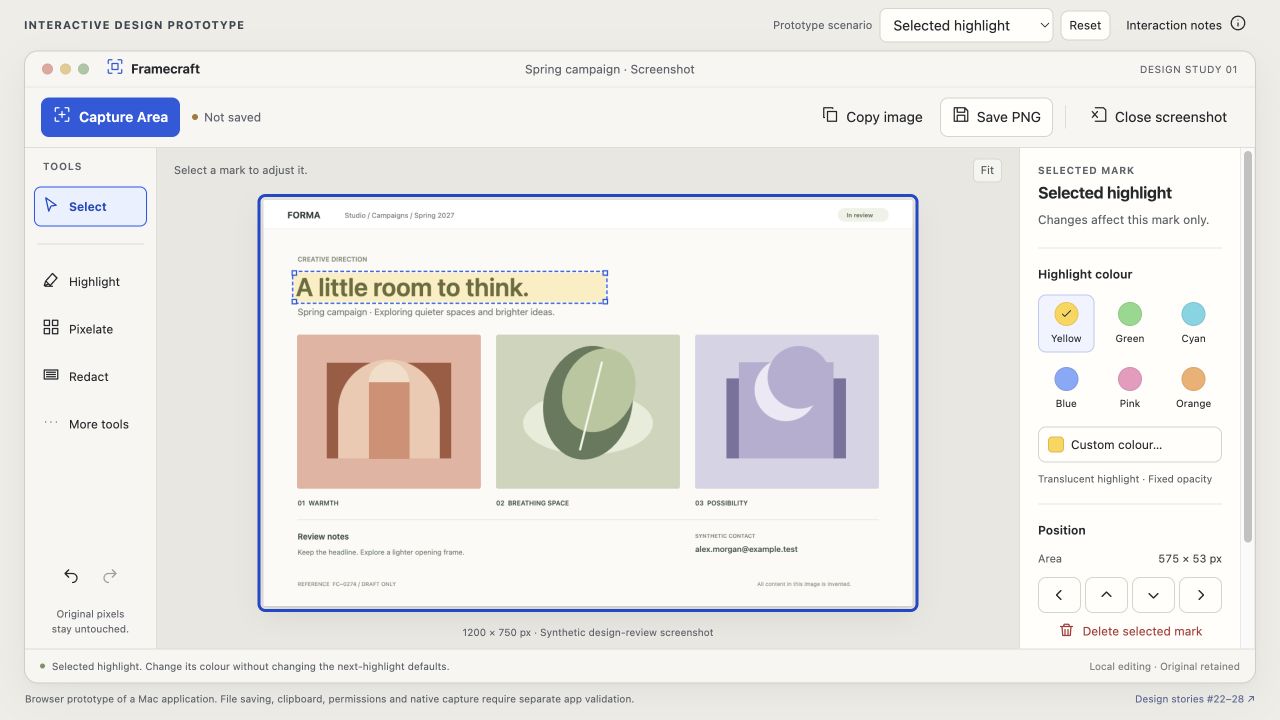 INTERACTIVE DESIGN PROTOTYPE
Prototype scenario
Selected highlight
Reset
Interaction notes
Framecraft
Spring campaign · Screenshot
DESIGN STUDY 01
Capture Area
Not saved
Copy image
Save PNG
Close screenshot
TOOLS
Select
Highlight
Pixelate
Redact
More tools
Original pixels
stay untouched.
Select a mark to adjust it.
Fit
FORMA
Studio / Campaigns / Spring 2027
In review
CREATIVE DIRECTION
A little room to think.
Spring campaign · Exploring quieter spaces and brighter ideas.
01 WARMTH
02 BREATHING SPACE
03 POSSIBILITY
Review notes
Keep the headline. Explore a lighter opening frame.
SYNTHETIC CONTACT
alex.morgan@example.test
REFERENCE FC-0274 / DRAFT ONLY
All content in this image is invented.
1200 × 750 px · Synthetic design-review screenshot
SELECTED MARK
Selected highlight
Changes affect this mark only.
Highlight colour
Yellow
Green
Cyan
Blue
Pink
Orange
Custom colour...
Translucent highlight · Fixed opacity
Position
Area
575 × 53 px
Delete selected mark
Selected highlight. Change its colour without changing the next-highlight defaults.
Local editing · Original retained
Browser prototype of a Mac application. File saving, clipboard, permissions and native capture require separate app validation.
Design stories #22–28 ↗